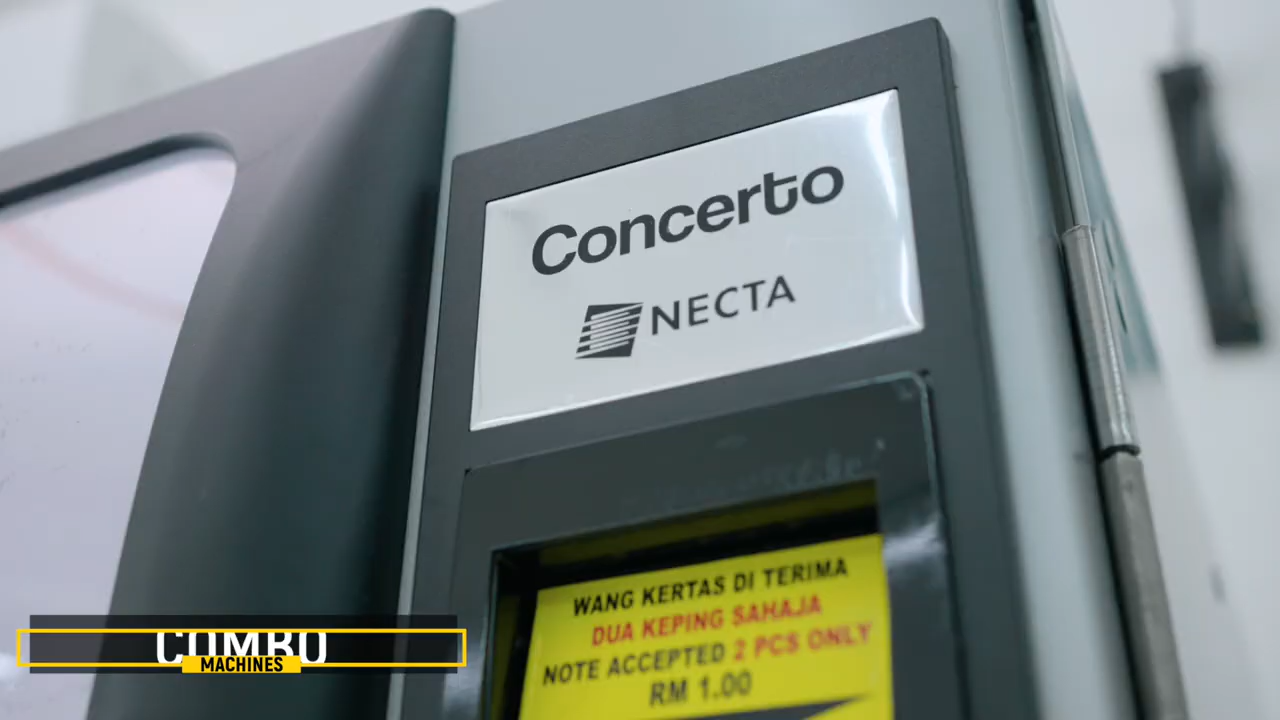 Concerto
NECTA
WANG KERTAS DI TERIMA
DUA KEPING SAHAJA
NOTE ACCEPTED 2 PCS ONLY
RM 1.00
COMBO
MACHINES